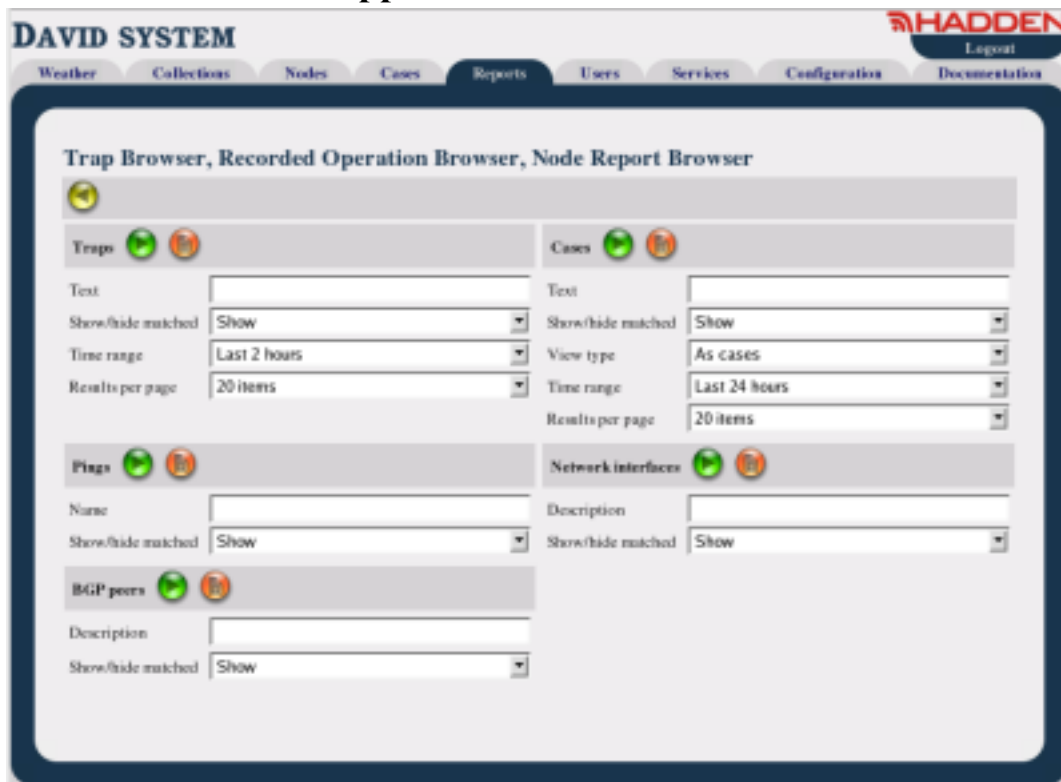 DAVID SYSTEM
HADDEN
Logout
Weather Collections Nodes Cases Reports Users Services Configuration Documentation
Trap Browser, Recorded Operation Browser, Node Report Browser
Traps
Text
Show/hide matched Show
Time range Last 2 hours
Results per page 20 items
Cases
Text
Show/hide matched Show
View type As cases
Time range Last 24 hours
Results per page 20 items
Pings
Name
Show/hide matched Show
Network interfaces
Description
Show/hide matched Show
BGP peers
Description
Show/hide matched Show